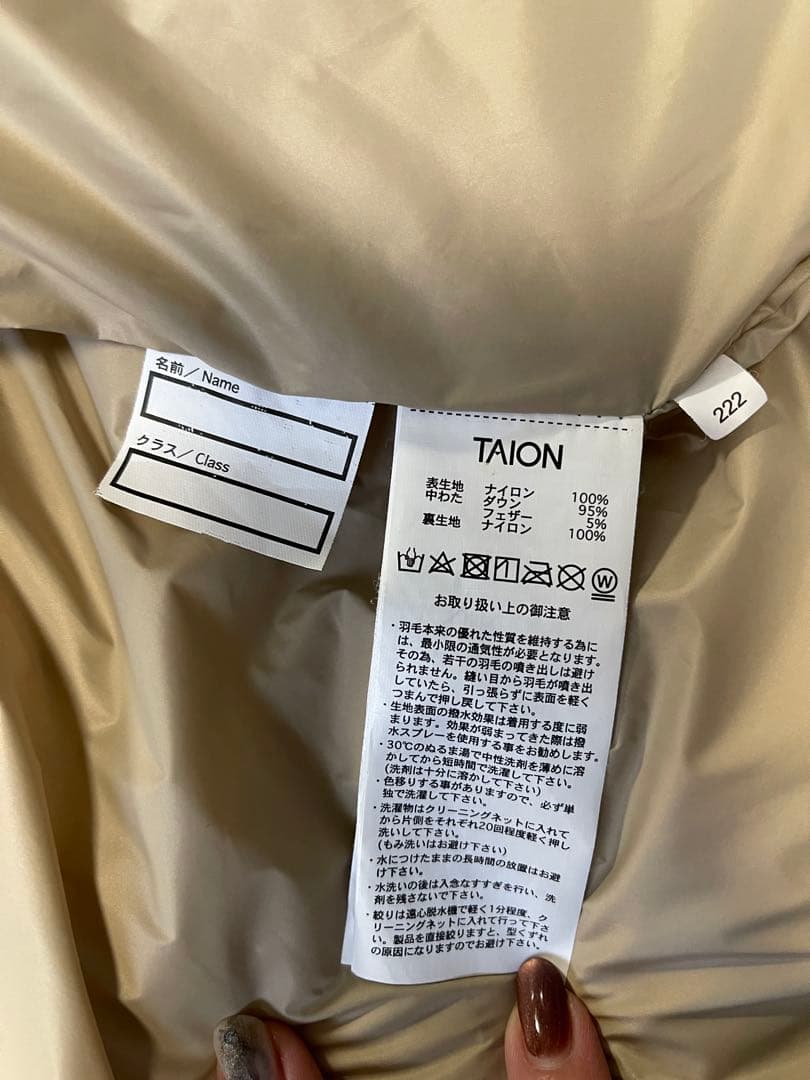 名前／Name
クラス／Class
222
TAION
表生地 ナイロン 100%
中わた ダウン 95%
フェザー 5%
裏生地 ナイロン 100%
W
お取り扱い上の御注意
・羽毛本来の優れた性質を維持する為に
は、最小限の通気性が必要となります。
その為、若干の羽毛の噴き出しは避け
られません。縫い目から羽毛が噴き出
していたら、引っ張らずに表面を軽く
つまんで押し戻して下さい。
・生地表面の撥水効果は着用する度に弱
まります。効果が弱まってきた際は撥
水スプレーを使用する事をお勧めします。
・30℃のぬるま湯で中性洗剤を薄めに溶
かしてから短時間で洗濯して下さい。
(洗剤は十分に溶かして下さい)
・色移りする事がありますので、必ず単
独で洗濯して下さい。
・洗濯物はクリーニングネットに入れて
から片側をそれぞれ20回程度軽く押し
洗いして下さい。
(もみ洗いはお避け下さい)
・水につけたままの長時間の放置はお避
け下さい。
・水洗いの後は入念なすすぎを行い、洗
剤を残さないで下さい。
・絞りは遠心脱水機で軽く1分程度、ク
リーニングネットに入れて行って下さ
い。製品を直接絞りますと、型くずれ
の原因になりますのでお避け下さい。